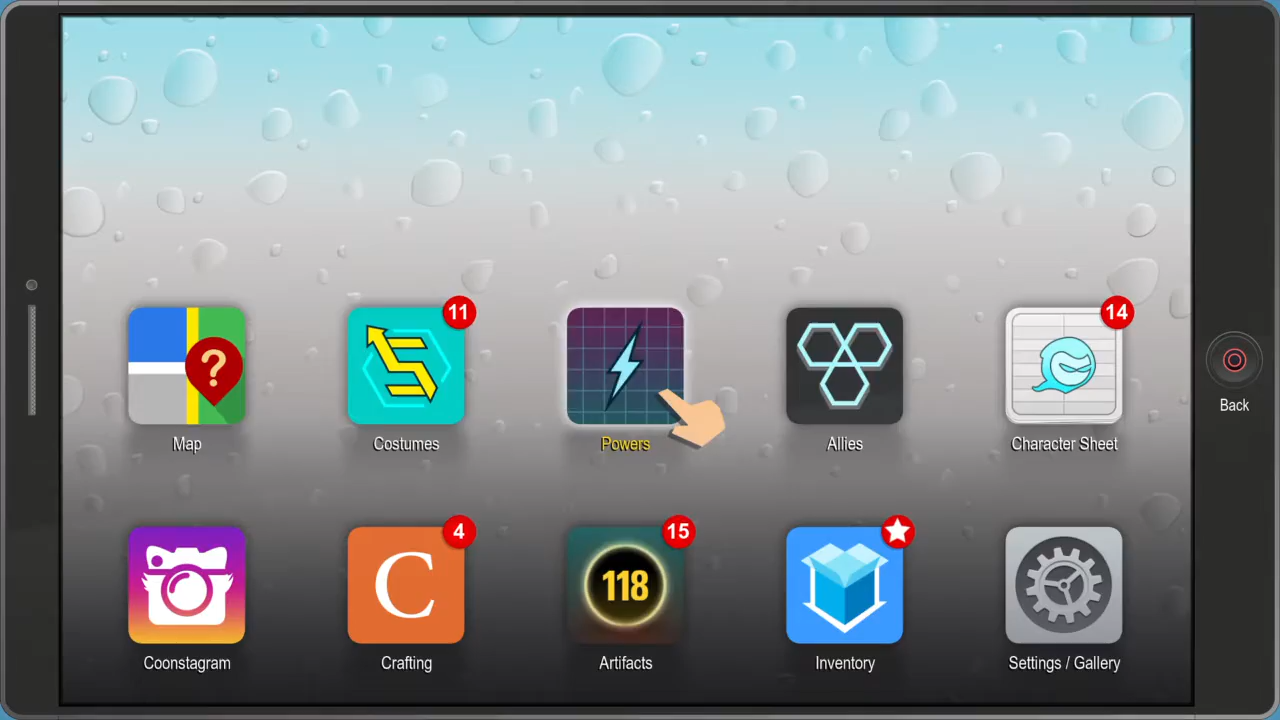 11
14
?
Map
Costumes
Powers
Allies
Character Sheet
Back
4
15
C
118
Coonstagram
Crafting
Artifacts
Inventory
Settings / Gallery